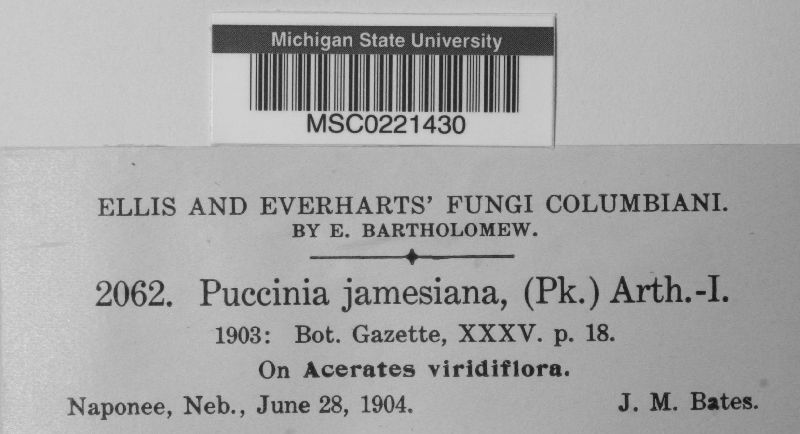 Michigan State University
MSC0221430
ELLIS AND EVERHARTS' FUNGI COLUMBIANI.
BY E. BARTHOLOMEW.
2062. Puccinia jamesiana, (Pk.) Arth.-I.
1903: Bot. Gazette, XXXV. p. 18.
On Acerates viridiflora.
Naponee, Neb., June 28, 1904. J. M. Bates.